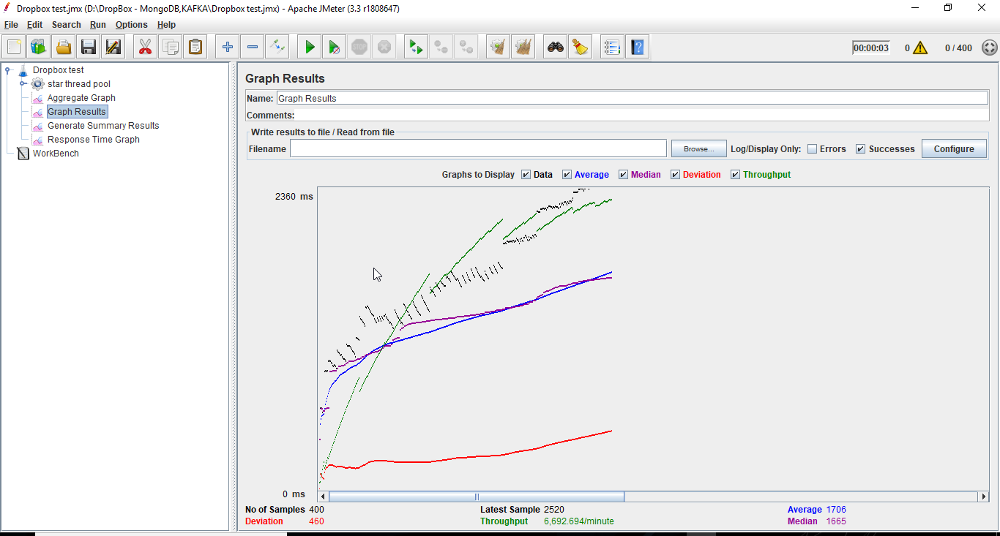 Dropbox test.jmx (D:\DropBox - MongoDB,KAFKA\Dropbox test.jmx) - Apache JMeter (3.3 r1808647)
File Edit Search Run Options Help
00:00:03 0 0 / 400
Dropbox test
star thread pool
Aggregate Graph
Graph Results
Generate Summary Results
Response Time Graph
WorkBench
Graph Results
Name: Graph Results
Comments:
Write results to file / Read from file
Filename Browse... Log/Display Only: Errors Successes Configure
Graphs to Display Data Average Median Deviation Throughput
2360 ms
0 ms
No of Samples 400 Latest Sample 2520 Average 1706
Deviation 460 Throughput 6,692.694/minute Median 1665